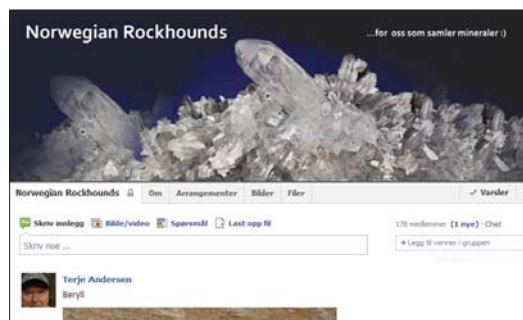 Norwegian Rockhounds
...for oss som samler mineraler :)
Norwegian Rockhounds Om Arrangementer Bilder Filer ✓ Varsler
Skriv innlegg Bilde/video Spørsmål Last opp fil
178 medlemmer (1 nye) · Chat
Skriv noe ...
+ Legg til venner i gruppen
Terje Andersen
Beryll